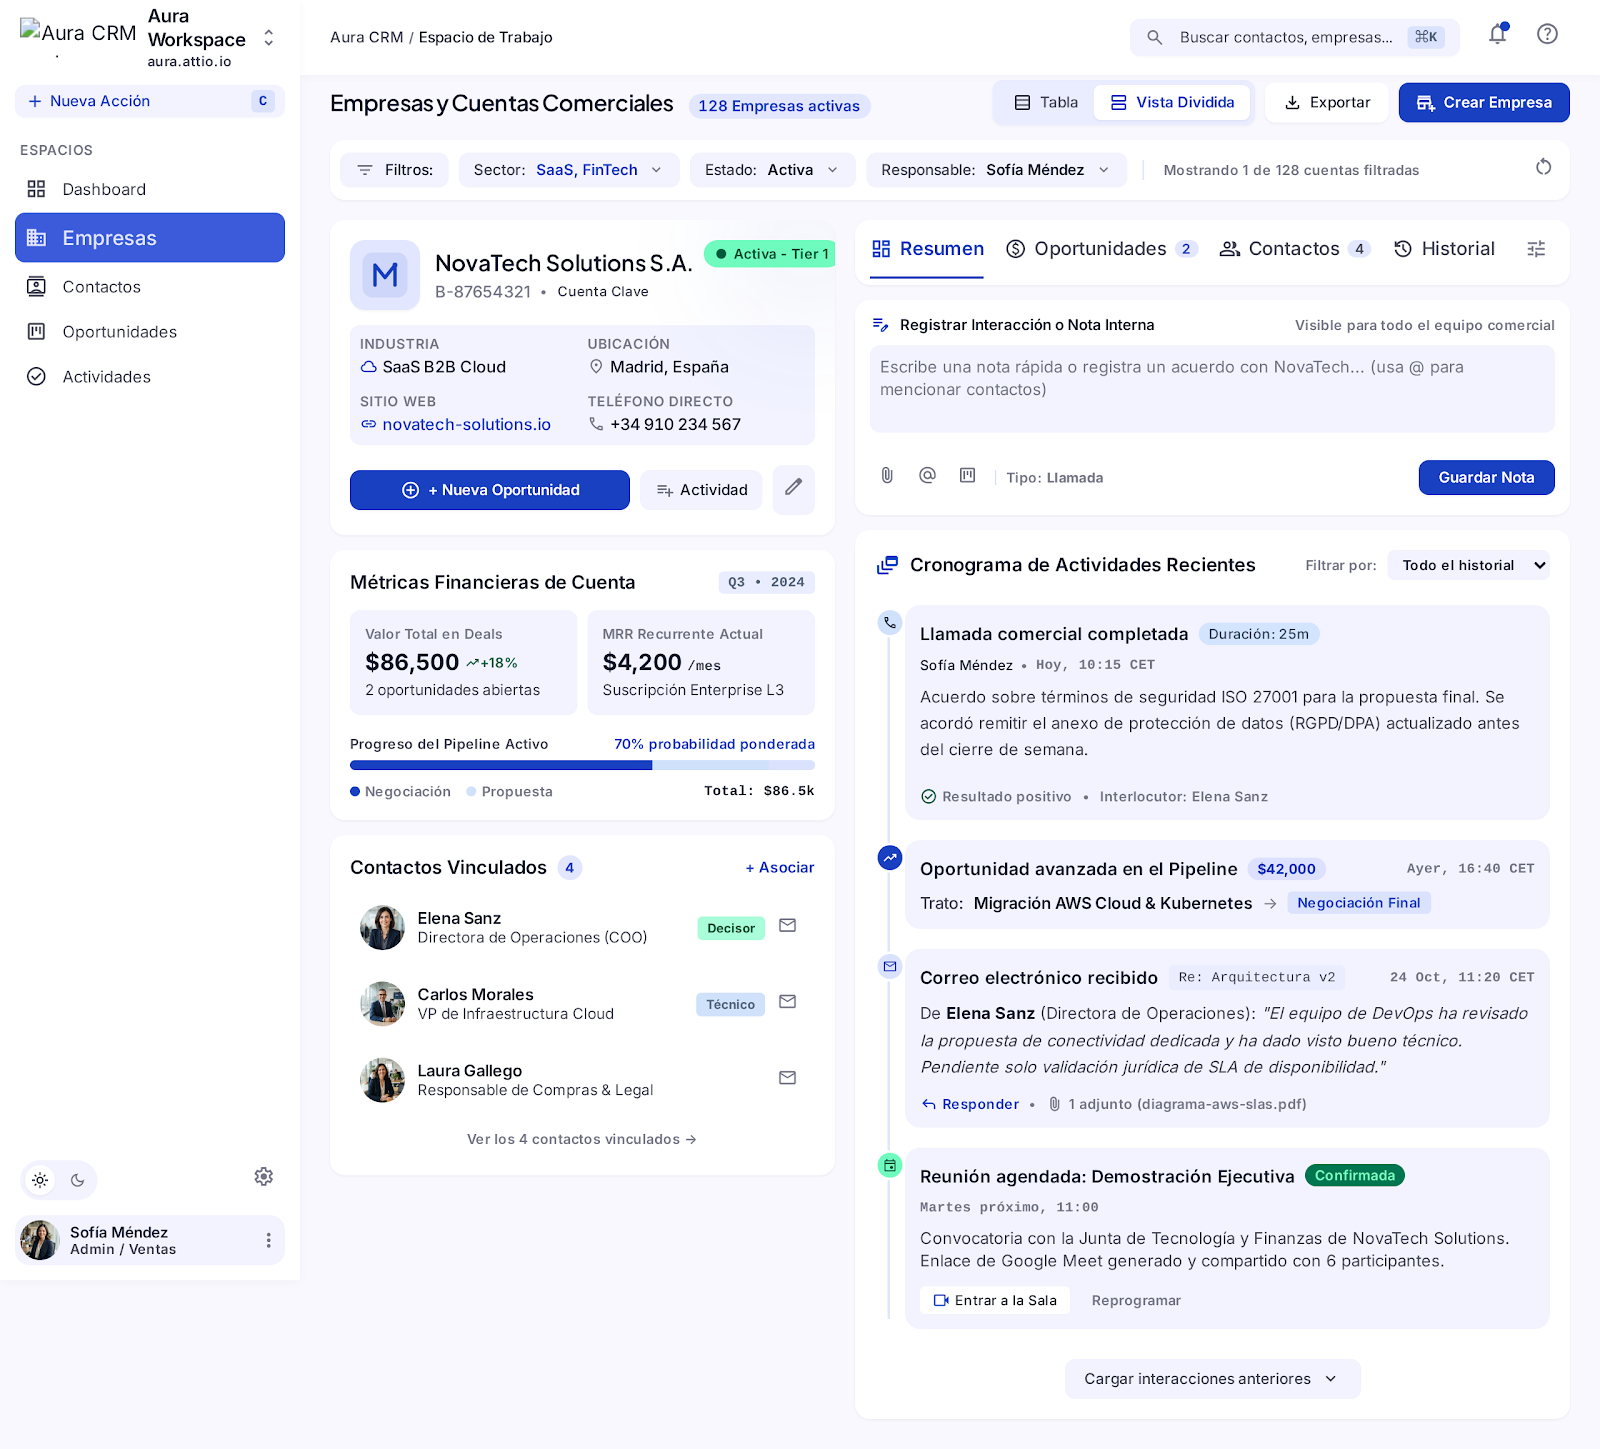 Aura CRM
Aura Workspace
aura.attio.io
Nueva Acción C
ESPACIOS
Dashboard
Empresas
Contactos
Oportunidades
Actividades
Sofía Méndez
Admin / Ventas
Aura CRM / Espacio de Trabajo
Buscar contactos, empresas... ⌘K
Empresas y Cuentas Comerciales
128 Empresas activas
Tabla
Vista Dividida
Exportar
Crear Empresa
Filtros:
Sector: SaaS, FinTech
Estado: Activa
Responsable: Sofía Méndez
Mostrando 1 de 128 cuentas filtradas
M
NovaTech Solutions S.A.
Activa - Tier 1
B-87654321 • Cuenta Clave
INDUSTRIA
SaaS B2B Cloud
UBICACIÓN
Madrid, España
SITIO WEB
novatech-solutions.io
TELÉFONO DIRECTO
+34 910 234 567
+ Nueva Oportunidad
Actividad
Métricas Financieras de Cuenta
Q3 • 2024
Valor Total en Deals
$86,500 +18%
2 oportunidades abiertas
MRR Recurrente Actual
$4,200 /mes
Suscripción Enterprise L3
Progreso del Pipeline Activo
70% probabilidad ponderada
Negociación
Propuesta
Total: $86.5k
Contactos Vinculados 4
+ Asociar
Elena Sanz
Directora de Operaciones (COO)
Decisor
Carlos Morales
VP de Infraestructura Cloud
Técnico
Laura Gallego
Responsable de Compras & Legal
Ver los 4 contactos vinculados →
Resumen
Oportunidades 2
Contactos 4
Historial
Registrar Interacción o Nota Interna
Visible para todo el equipo comercial
Escribe una nota rápida o registra un acuerdo con NovaTech... (usa @ para
mencionar contactos)
Tipo: Llamada
Guardar Nota
Cronograma de Actividades Recientes
Filtrar por: Todo el historial
Llamada comercial completada
Duración: 25m
Sofía Méndez • Hoy, 10:15 CET
Acuerdo sobre términos de seguridad ISO 27001 para la propuesta final. Se
acordó remitir el anexo de protección de datos (RGPD/DPA) actualizado antes
del cierre de semana.
Resultado positivo • Interlocutor: Elena Sanz
Oportunidad avanzada en el Pipeline
$42,000
Ayer, 16:40 CET
Trato: Migración AWS Cloud & Kubernetes → Negociación Final
Correo electrónico recibido
Re: Arquitectura v2
24 Oct, 11:20 CET
De Elena Sanz (Directora de Operaciones): "El equipo de DevOps ha revisado
la propuesta de conectividad dedicada y ha dado visto bueno técnico.
Pendiente solo validación jurídica de SLA de disponibilidad."
Responder • 1 adjunto (diagrama-aws-slas.pdf)
Reunión agendada: Demostración Ejecutiva
Confirmada
Martes próximo, 11:00
Convocatoria con la Junta de Tecnología y Finanzas de NovaTech Solutions.
Enlace de Google Meet generado y compartido con 6 participantes.
Entrar a la Sala
Reprogramar
Cargar interacciones anteriores